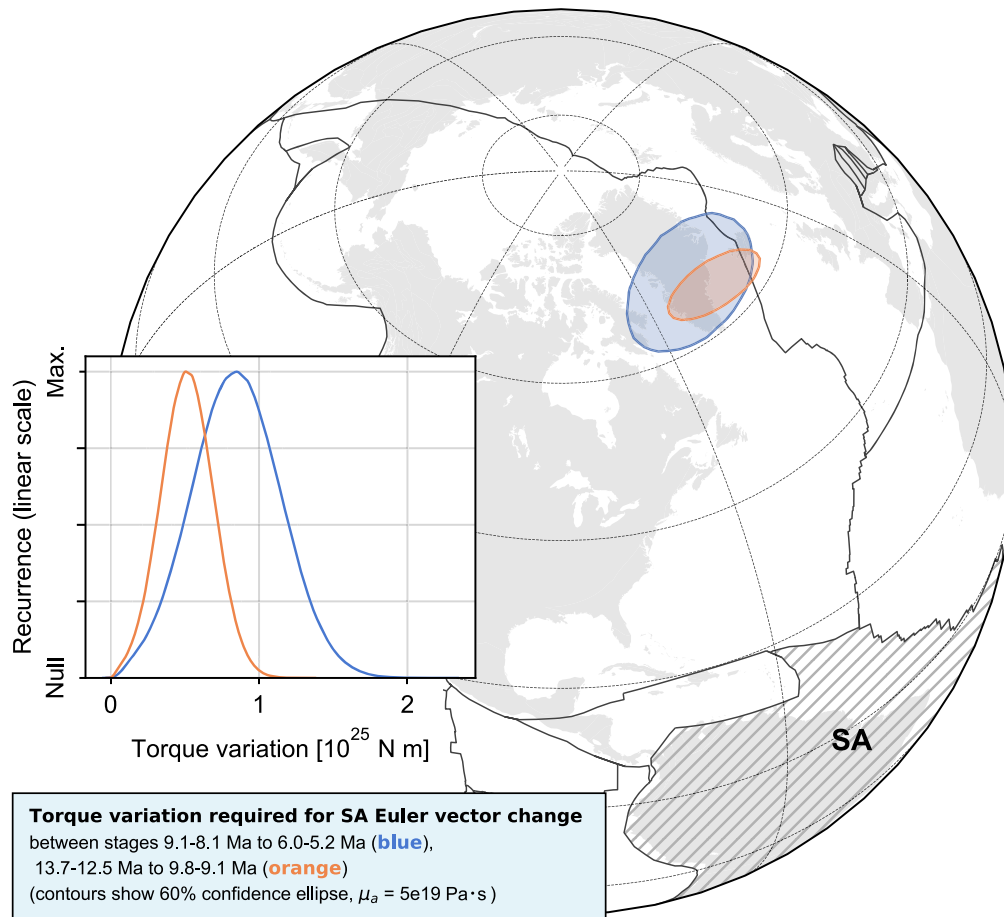 Max.
Recurrence (linear scale)
Null
0 1 2
Torque variation [10²⁵ N m]
SA
Torque variation required for SA Euler vector change
between stages 9.1-8.1 Ma to 6.0-5.2 Ma (blue),
13.7-12.5 Ma to 9.8-9.1 Ma (orange)
(contours show 60% confidence ellipse, μₐ = 5e19 Pa·s )